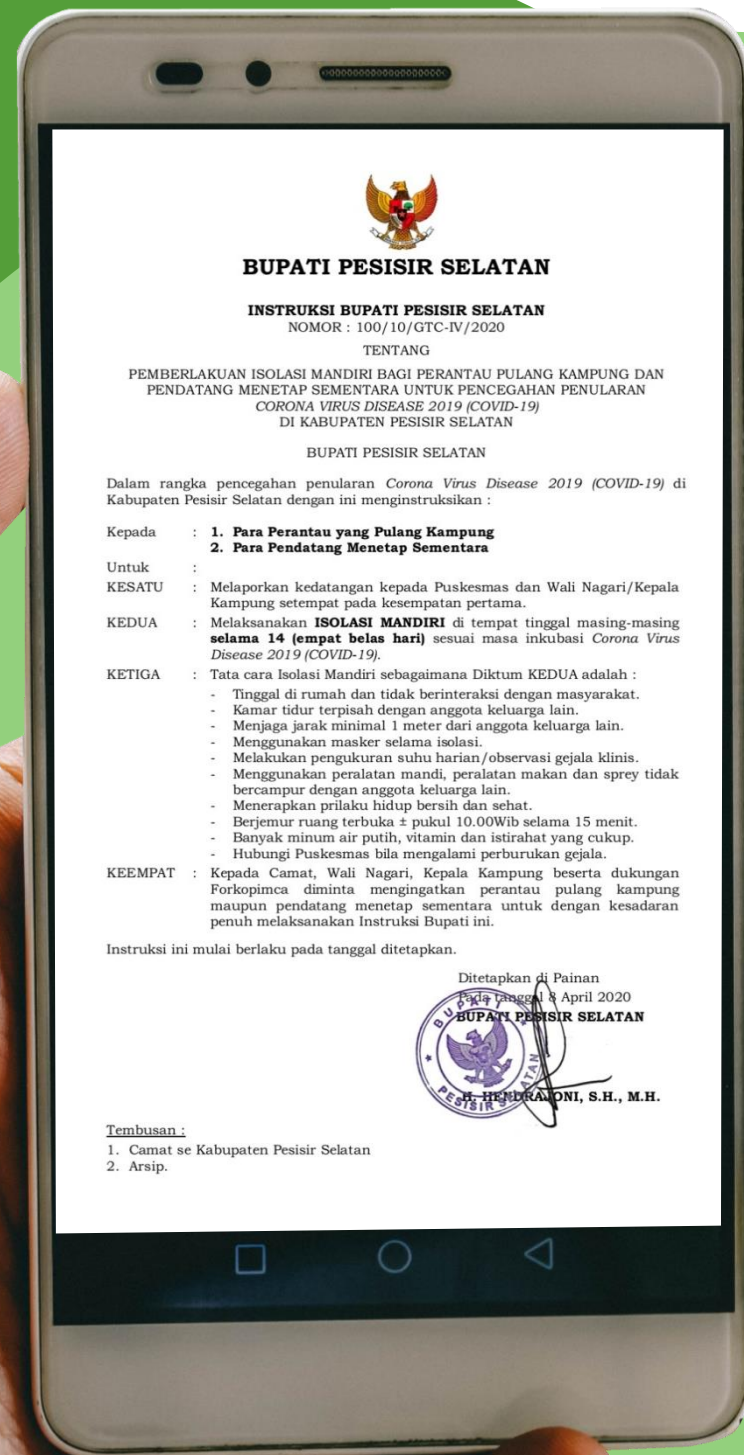 BUPATI PESISIR SELATAN
INSTRUKSI BUPATI PESISIR SELATAN
NOMOR : 100/10/GTC-IV/2020
TENTANG
PEMBERLAKUAN ISOLASI MANDIRI BAGI PERANTAU PULANG KAMPUNG DAN
PENDATANG MENETAP SEMENTARA UNTUK PENCEGAHAN PENULARAN
CORONA VIRUS DISEASE 2019 (COVID-19)
DI KABUPATEN PESISIR SELATAN
BUPATI PESISIR SELATAN
Dalam rangka pencegahan penularan Corona Virus Disease 2019 (COVID-19) di
Kabupaten Pesisir Selatan dengan ini menginstruksikan :
Kepada : 1. Para Perantau yang Pulang Kampung
2. Para Pendatang Menetap Sementara
Untuk :
KESATU : Melaporkan kedatangan kepada Puskesmas dan Wali Nagari/Kepala
Kampung setempat pada kesempatan pertama.
KEDUA : Melaksanakan ISOLASI MANDIRI di tempat tinggal masing-masing
selama 14 (empat belas hari) sesuai masa inkubasi Corona Virus
Disease 2019 (COVID-19).
KETIGA : Tata cara Isolasi Mandiri sebagaimana Diktum KEDUA adalah :
- Tinggal di rumah dan tidak berinteraksi dengan masyarakat.
- Kamar tidur terpisah dengan anggota keluarga lain.
- Menjaga jarak minimal 1 meter dari anggota keluarga lain.
- Menggunakan masker selama isolasi.
- Melakukan pengukuran suhu harian/observasi gejala klinis.
- Menggunakan peralatan mandi, peralatan makan dan sprey tidak
bercampur dengan anggota keluarga lain.
- Menerapkan prilaku hidup bersih dan sehat.
- Berjemur ruang terbuka ± pukul 10.00Wib selama 15 menit.
- Banyak minum air putih, vitamin dan istirahat yang cukup.
- Hubungi Puskesmas bila mengalami perburukan gejala.
KEEMPAT : Kepada Camat, Wali Nagari, Kepala Kampung beserta dukungan
Forkopimca diminta mengingatkan perantau pulang kampung
maupun pendatang menetap sementara untuk dengan kesadaran
penuh melaksanakan Instruksi Bupati ini.
Instruksi ini mulai berlaku pada tanggal ditetapkan.
Ditetapkan di Painan
Pada tanggal 8 April 2020
BUPATI PESISIR SELATAN
BUPATI
PESISIR SELATAN
H. HENDRAJONI, S.H., M.H.
Tembusan :
1. Camat se Kabupaten Pesisir Selatan
2. Arsip.